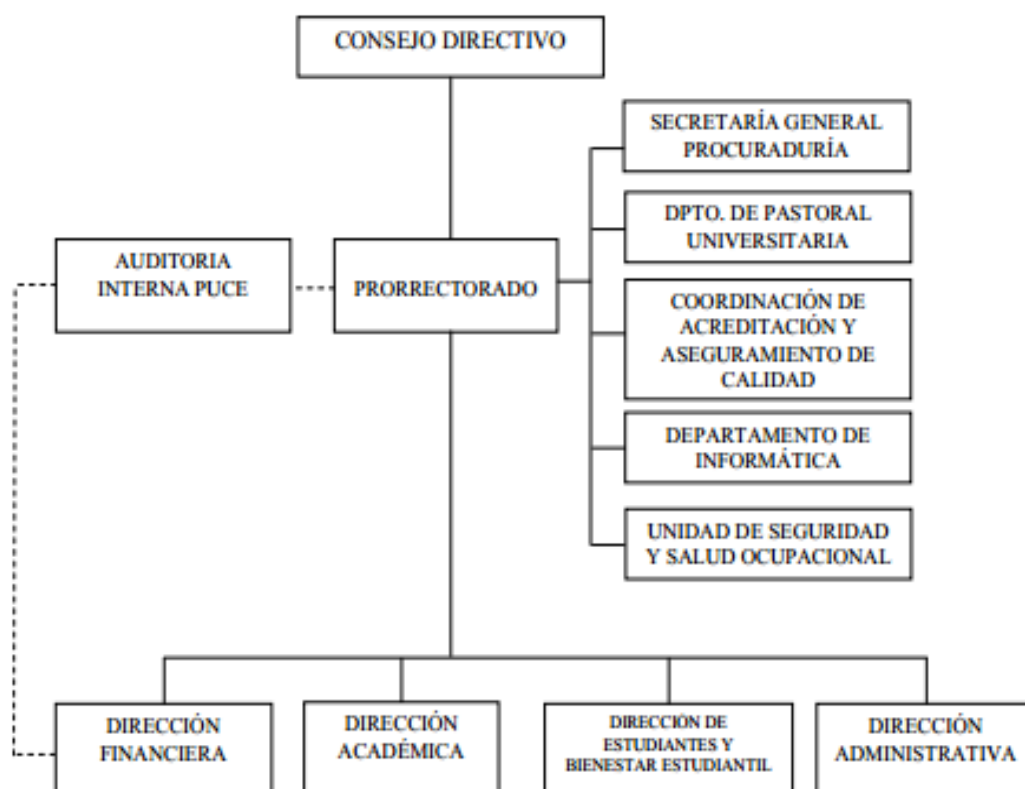 CONSEJO DIRECTIVO
SECRETARÍA GENERAL
PROCURADURÍA
DPTO. DE PASTORAL
UNIVERSITARIA
AUDITORIA
INTERNA PUCE
PRORRECTORADO
COORDINACIÓN DE
ACREDITACIÓN Y
ASEGURAMIENTO DE
CALIDAD
DEPARTAMENTO DE
INFORMÁTICA
UNIDAD DE SEGURIDAD
Y SALUD OCUPACIONAL
DIRECCIÓN
FINANCIERA
DIRECCIÓN
ACADÉMICA
DIRECCIÓN DE
ESTUDIANTES Y
BIENESTAR ESTUDIANTIL
DIRECCIÓN
ADMINISTRATIVA